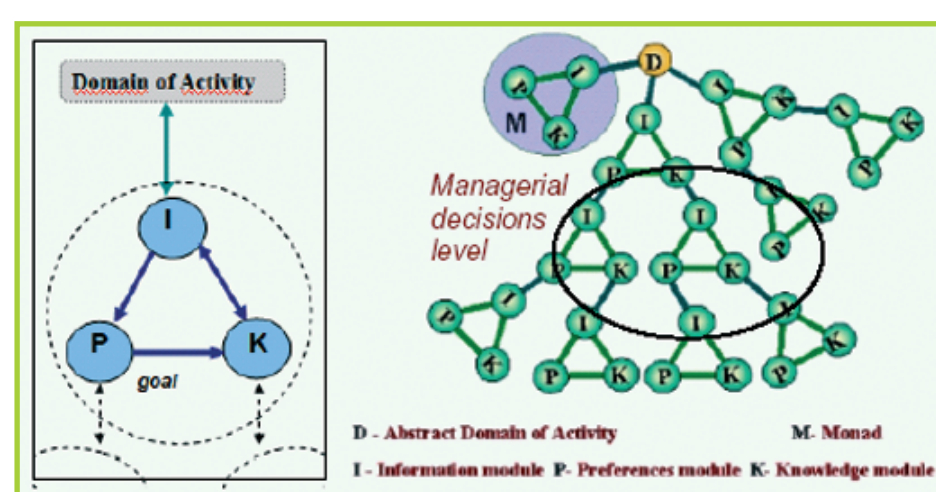 Domain of Activity
I
P
K
goal
D
I
P
K
M
I
K
P
I
K
P
I
P
K
Managerial
decisions
level
I
P
K
I
P
K
K
P
I
P
K
I
P
K
I
P
K
K
P
D - Abstract Domain of Activity
M- Monad
I - Information module P- Preferences module K- Knowledge module